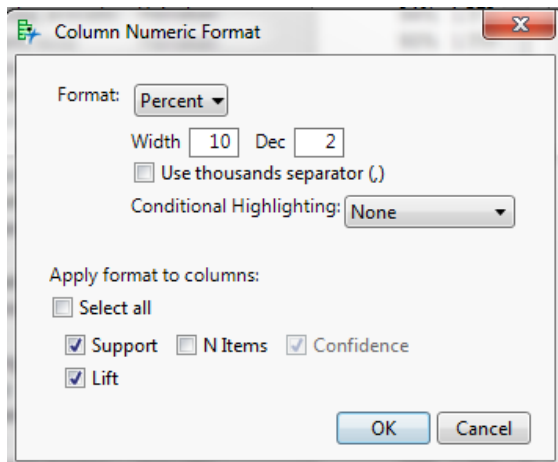 Column Numeric Format
Format: Percent
Width 10 Dec 2
Use thousands separator (,)
Conditional Highlighting: None
Apply format to columns:
Select all
Support N Items Confidence
Lift
OK Cancel